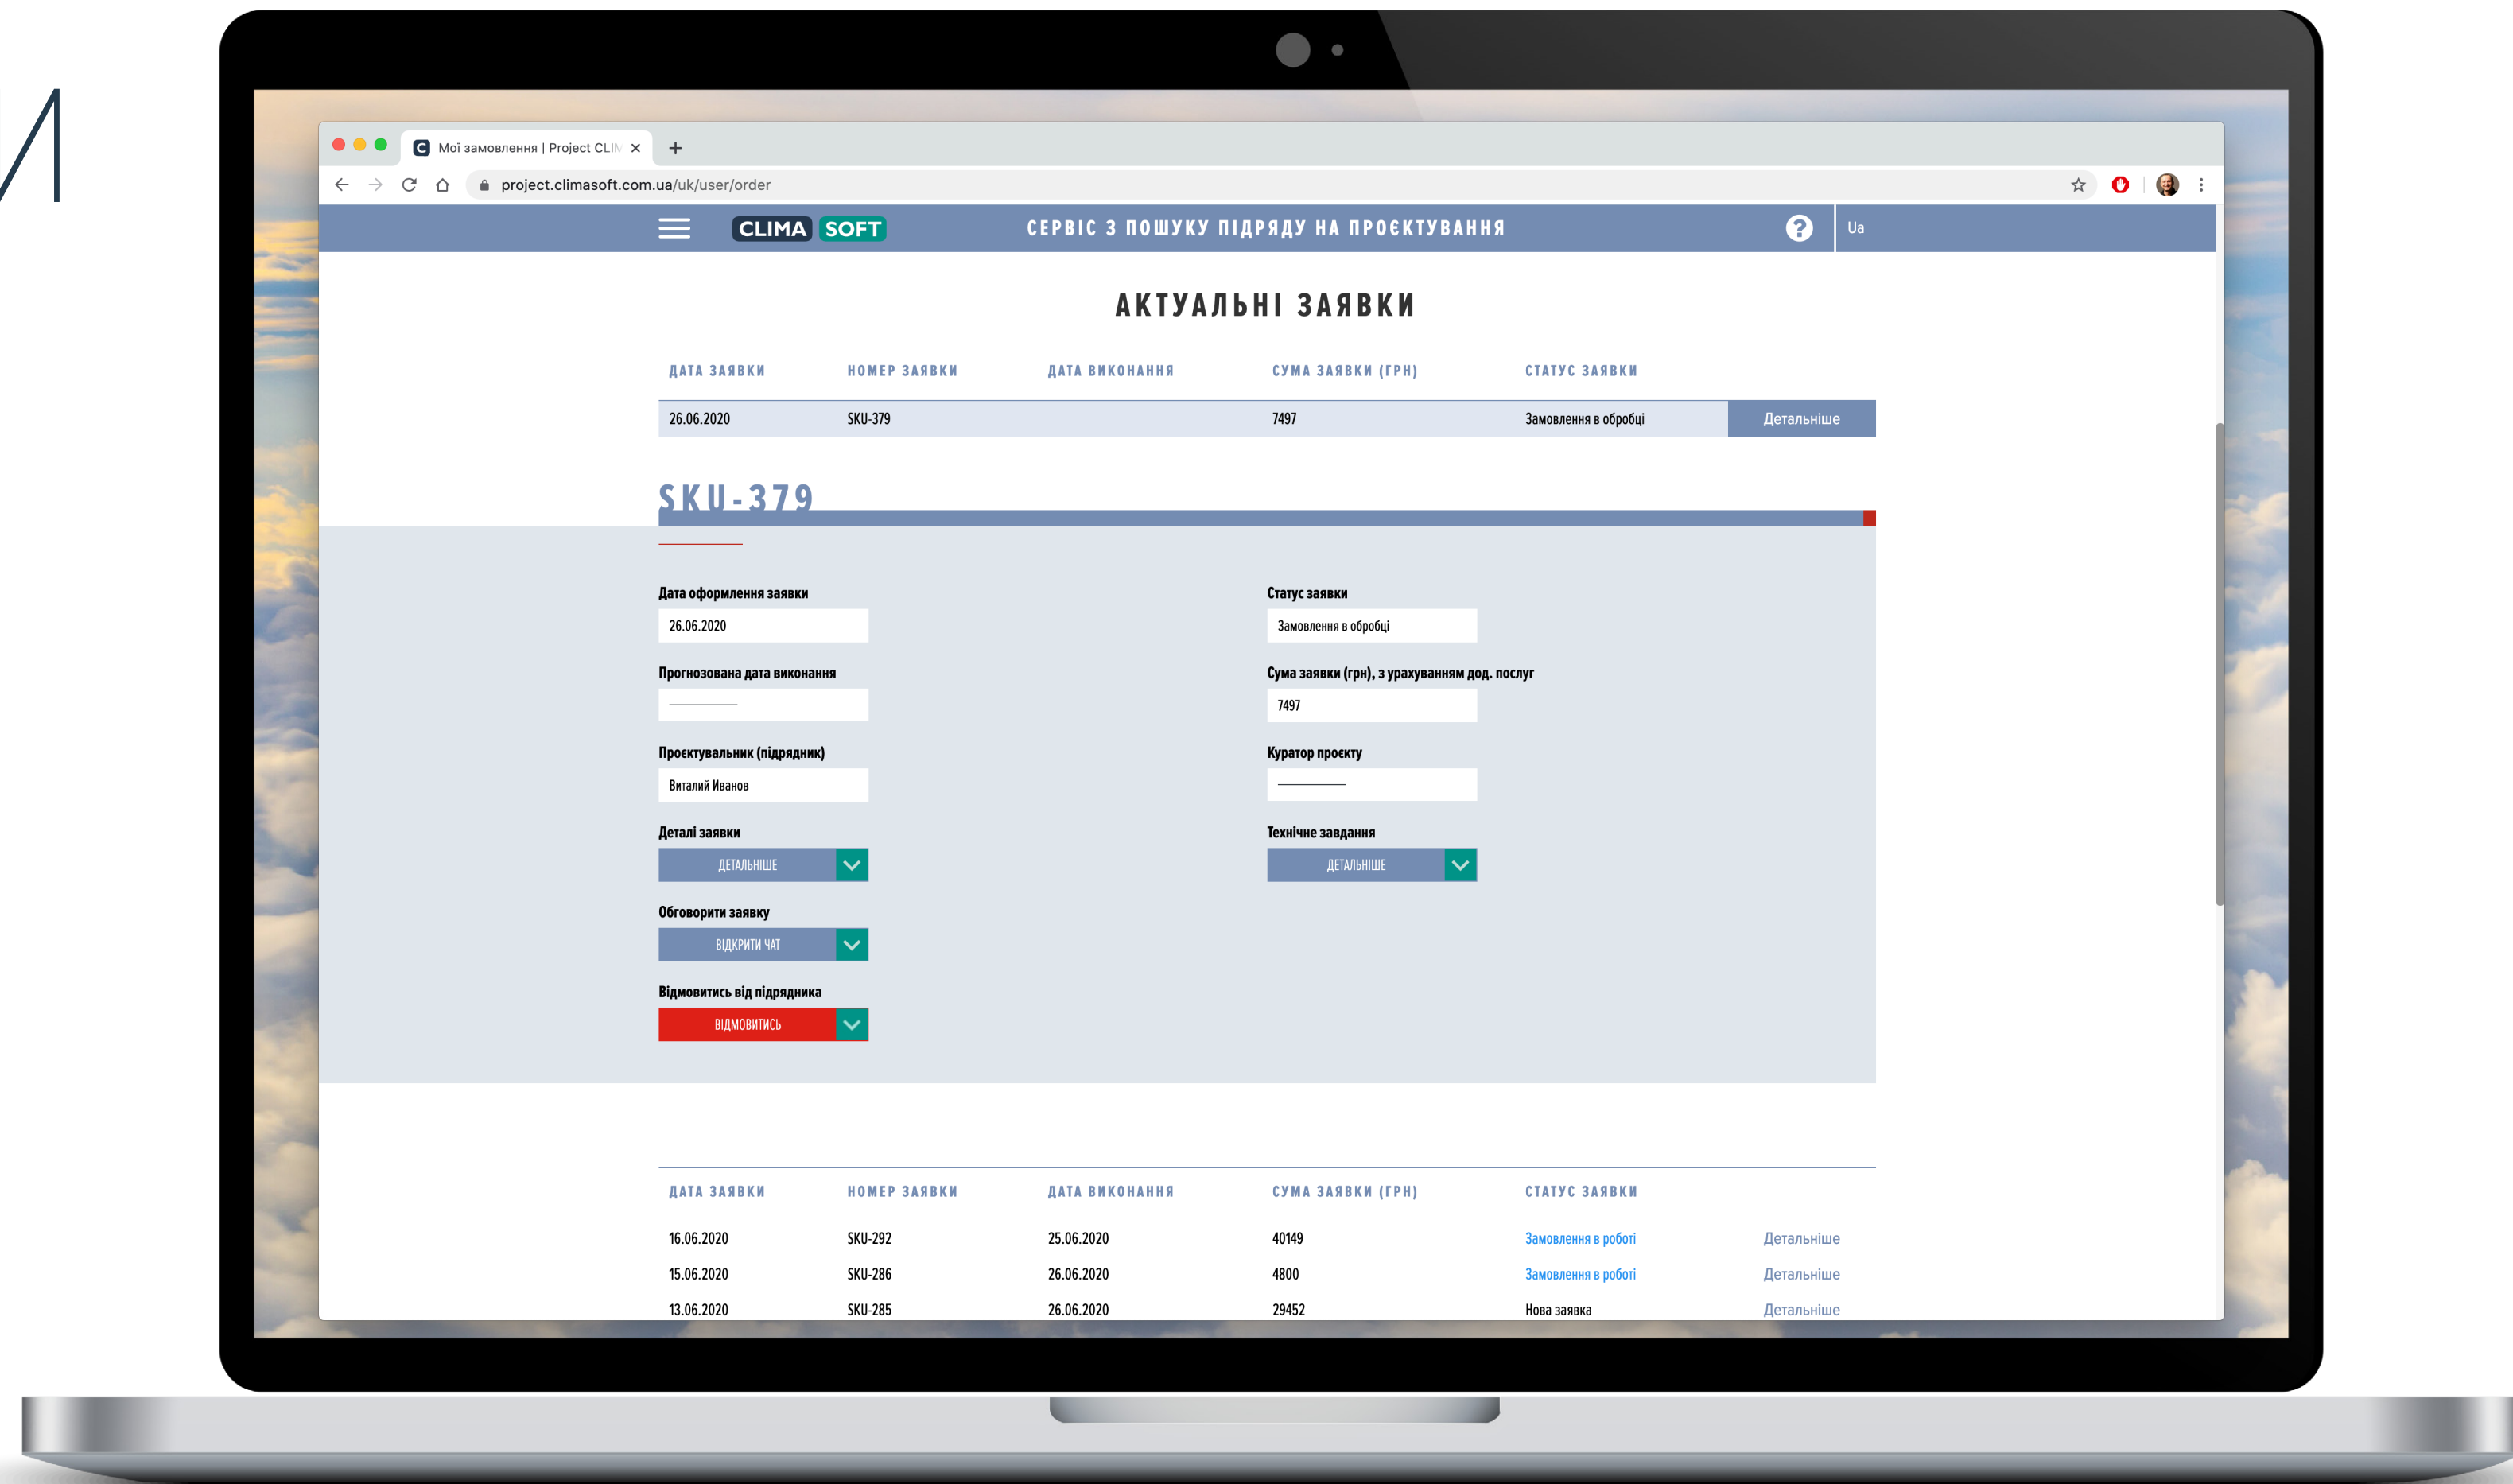 И
Мої замовлення | Project CLIM
project.climasoft.com.ua/uk/user/order
CLIMA SOFT СЕРВІС З ПОШУКУ ПІДРЯДУ НА ПРОЄКТУВАННЯ ? Ua
АКТУАЛЬНІ ЗАЯВКИ
ДАТА ЗАЯВКИ НОМЕР ЗАЯВКИ ДАТА ВИКОНАННЯ СУМА ЗАЯВКИ (ГРН) СТАТУС ЗАЯВКИ
26.06.2020 SKU-379 7497 Замовлення в обробці Детальніше
SKU-379
Дата оформлення заявки Статус заявки
26.06.2020 Замовлення в обробці
Прогнозована дата виконання Сума заявки (грн), з урахуванням дод. послуг
7497
Проєктувальник (підрядник) Куратор проєкту
Виталий Иванов
Деталі заявки Технічне завдання
ДЕТАЛЬНІШЕ ДЕТАЛЬНІШЕ
Обговорити заявку
ВІДКРИТИ ЧАТ
Відмовитись від підрядника
ВІДМОВИТИСЬ
ДАТА ЗАЯВКИ НОМЕР ЗАЯВКИ ДАТА ВИКОНАННЯ СУМА ЗАЯВКИ (ГРН) СТАТУС ЗАЯВКИ
16.06.2020 SKU-292 25.06.2020 40149 Замовлення в роботі Детальніше
15.06.2020 SKU-286 26.06.2020 4800 Замовлення в роботі Детальніше
13.06.2020 SKU-285 26.06.2020 29452 Нова заявка Детальніше